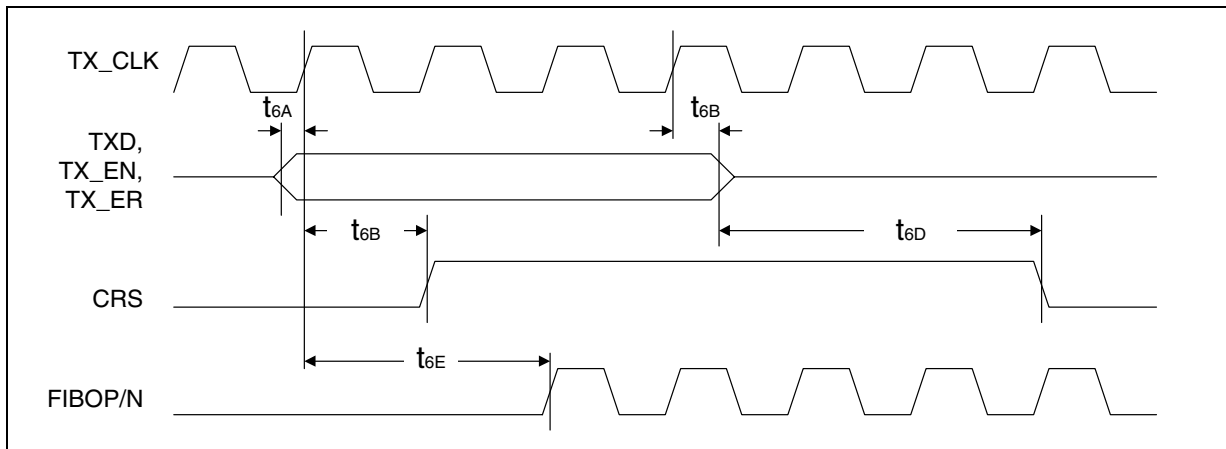 TX_CLK
t6A
t6B
TXD,
TX_EN,
TX_ER
t6B
t6D
CRS
t6E
FIBOP/N